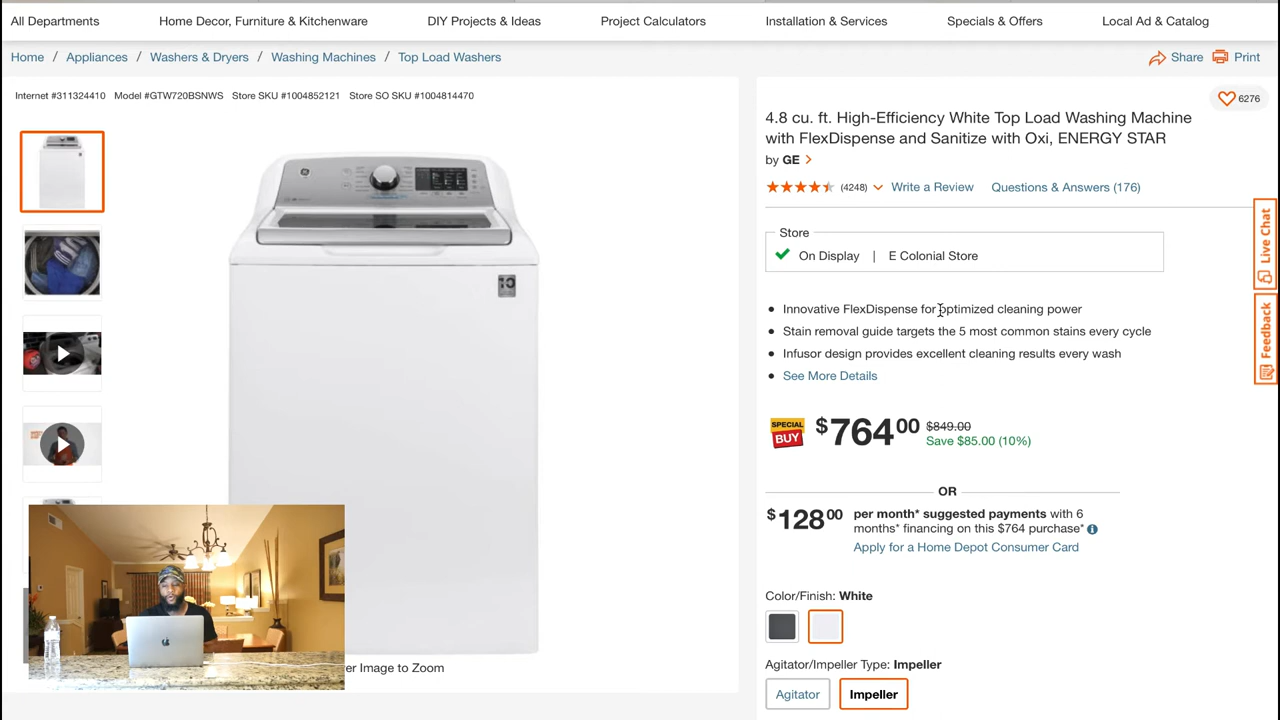 All Departments
Home Decor, Furniture & Kitchenware
DIY Projects & Ideas
Project Calculators
Installation & Services
Specials & Offers
Local Ad & Catalog
Home / Appliances / Washers & Dryers / Washing Machines / Top Load Washers
Share
Print
Internet #311324410 Model #GTW720BSNWS Store SKU #1004852121 Store SO SKU #1004814470
6276
4.8 cu. ft. High-Efficiency White Top Load Washing Machine
with FlexDispense and Sanitize with Oxi, ENERGY STAR
by GE
(4248)
Write a Review
Questions & Answers (176)
Store
On Display | E Colonial Store
Innovative FlexDispense for optimized cleaning power
Stain removal guide targets the 5 most common stains every cycle
Infusor design provides excellent cleaning results every wash
See More Details
SPECIAL
BUY
$76400
$849.00
Save $85.00 (10%)
OR
$12800
per month* suggested payments with 6
months* financing on this $764 purchase*
Apply for a Home Depot Consumer Card
Color/Finish: White
Agitator/Impeller Type: Impeller
Agitator
Impeller
er Image to Zoom
Live Chat
Feedback
10